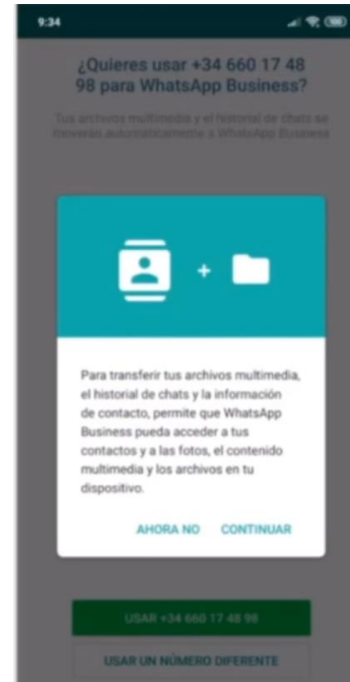 9:34
¿Quieres usar +34 660 17 48
98 para WhatsApp Business?
Tus archivos multimedia y el historial de chats se
moverán automáticamente a WhatsApp Business
Para transferir tus archivos multimedia,
el historial de chats y la información
de contacto, permite que WhatsApp
Business pueda acceder a tus
contactos y a las fotos, el contenido
multimedia y los archivos en tu
dispositivo.
AHORA NO CONTINUAR
USAR +34 660 17 48 98
USAR UN NÚMERO DIFERENTE